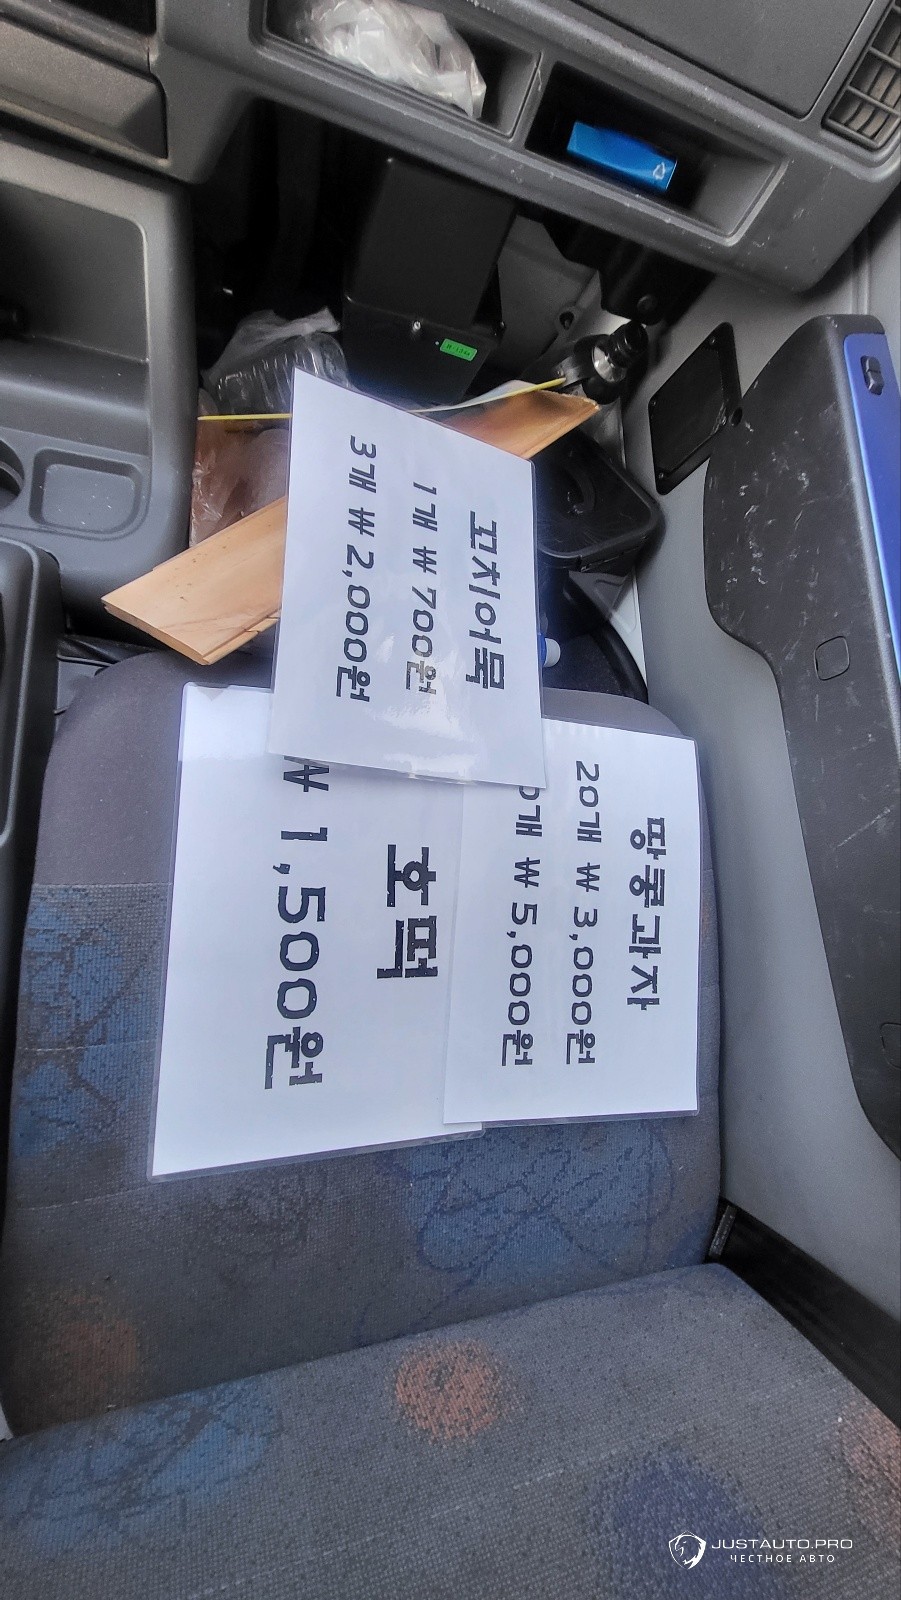 꼬치어묵
1개 ₩ 700원
3개 ₩ 2,000원
땅콩과자
20개 ₩ 3,000원
0개 ₩ 5,000원
호떡
₩ 1,500원
JUSTAUTO.PRO
ЧЕСТНОЕ АВТО